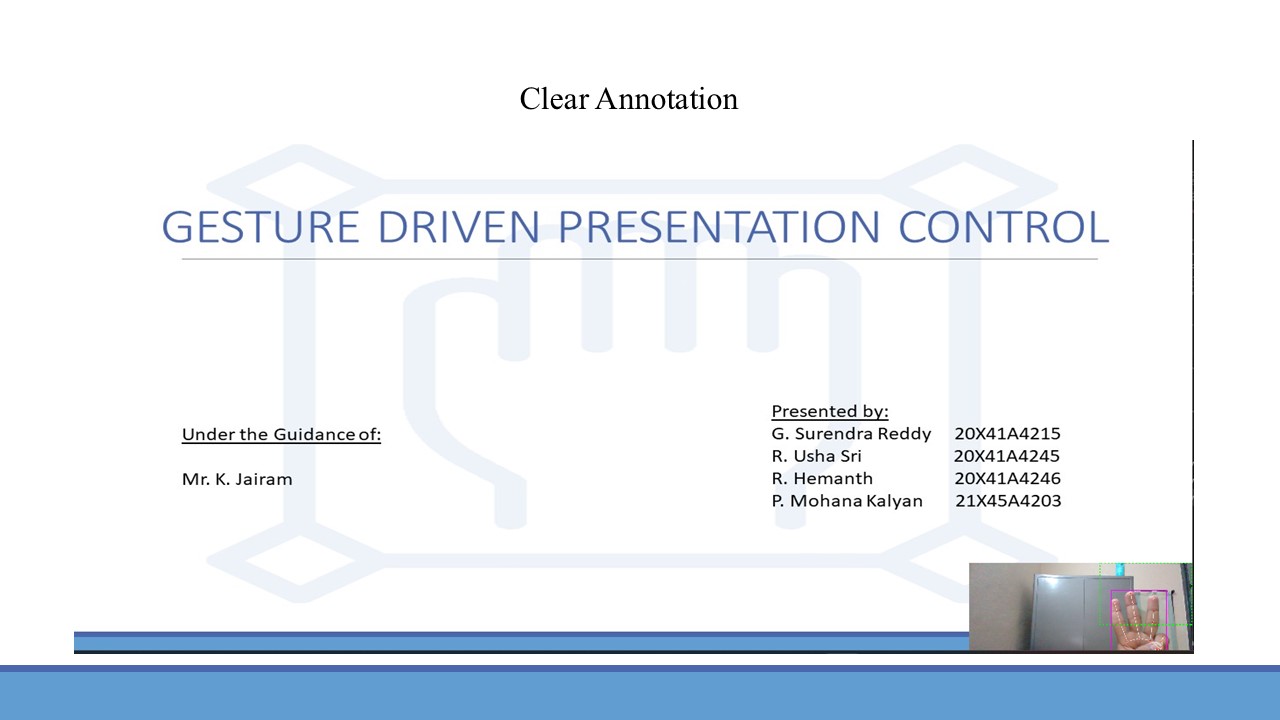 Clear Annotation
GESTURE DRIVEN PRESENTATION CONTROL
Under the Guidance of:
Mr. K. Jairam
Presented by:
G. Surendra Reddy 20X41A4215
R. Usha Sri 20X41A4245
R. Hemanth 20X41A4246
P. Mohana Kalyan 21X45A4203